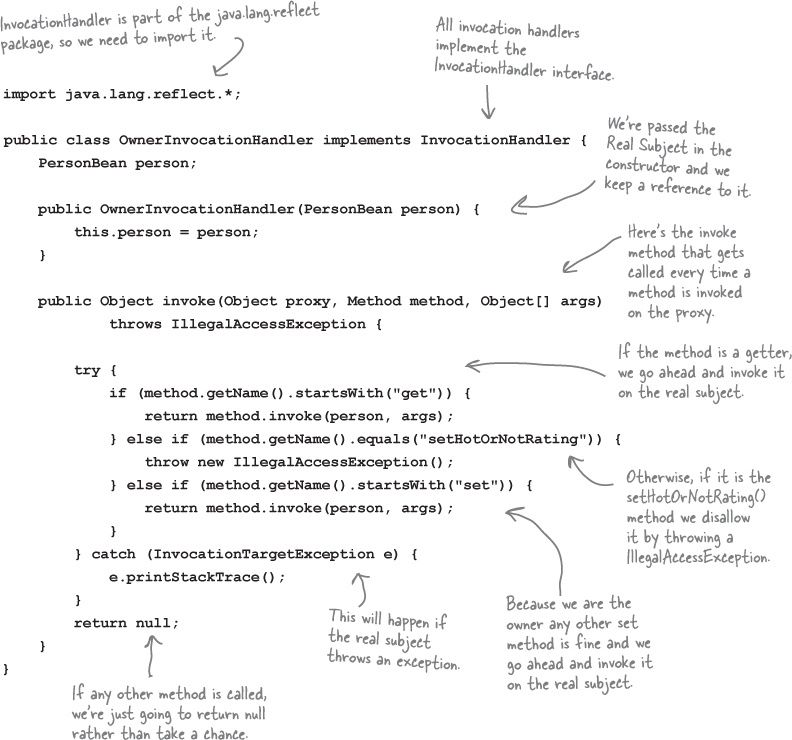 InvocationHandler is part of the java.lang.reflect
package, so we need to import it.
All invocation handlers
implement the
InvocationHandler interface.
import java.lang.reflect.*;
public class OwnerInvocationHandler implements InvocationHandler {
PersonBean person;
We're passed the
Real Subject in the
constructor and we
keep a reference to it.
public OwnerInvocationHandler(PersonBean person) {
this.person = person;
}
Here's the invoke
method that gets
called every time a
method is invoked
on the proxy.
public Object invoke(Object proxy, Method method, Object[] args)
throws IllegalAccessException {
If the method is a getter,
we go ahead and invoke it
on the real subject.
try {
if (method.getName().startsWith("get")) {
return method.invoke(person, args);
} else if (method.getName().equals("setHotOrNotRating")) {
throw new IllegalAccessException();
} else if (method.getName().startsWith("set")) {
return method.invoke(person, args);
}
} catch (InvocationTargetException e) {
e.printStackTrace();
}
return null;
}
}
Otherwise, if it is the
setHotOrNotRating()
method we disallow
it by throwing a
IllegalAccessException.
Because we are the
owner any other set
method is fine and we
go ahead and invoke it
on the real subject.
This will happen if
the real subject
throws an exception.
If any other method is called,
we're just going to return null
rather than take a chance.